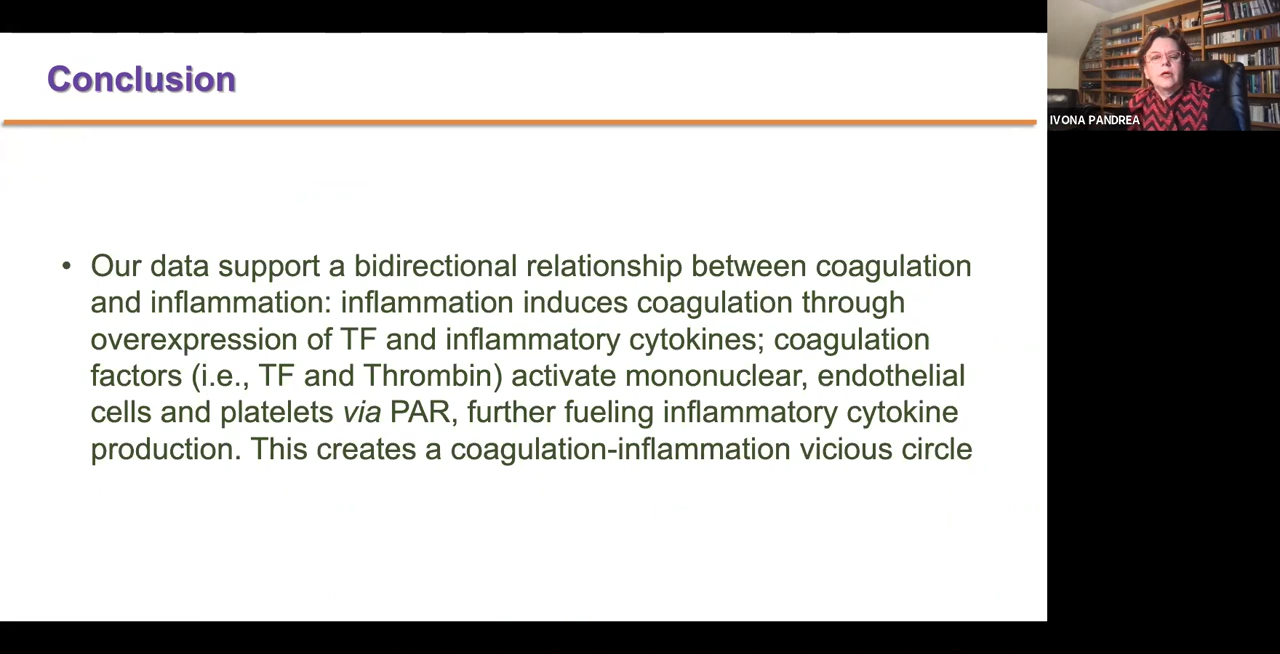 Conclusion
• Our data support a bidirectional relationship between coagulation
and inflammation: inflammation induces coagulation through
overexpression of TF and inflammatory cytokines; coagulation
factors (i.e., TF and Thrombin) activate mononuclear, endothelial
cells and platelets via PAR, further fueling inflammatory cytokine
production. This creates a coagulation-inflammation vicious circle
IVONA PANDREA